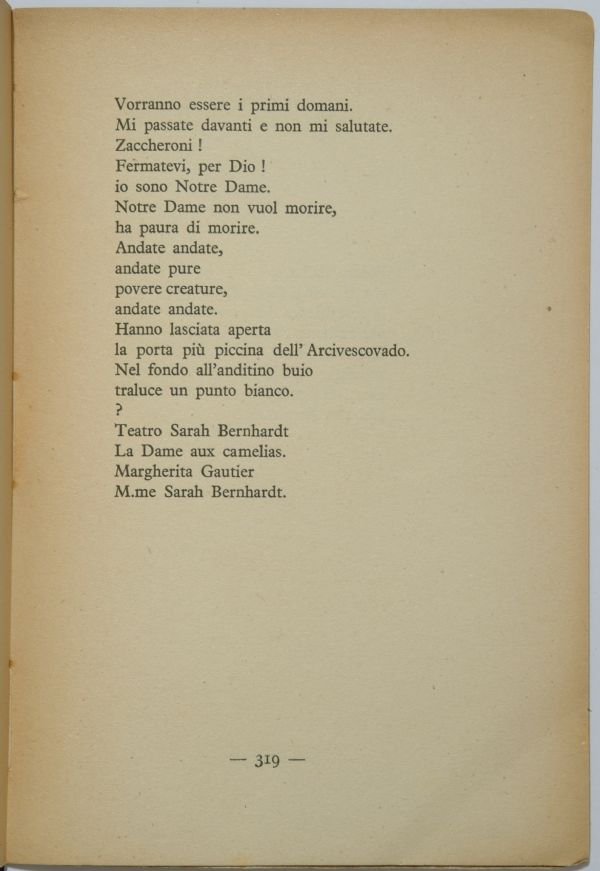 Vorranno essere i primi domani.
Mi passate davanti e non mi salutate.
Zaccheroni !
Fermatevi, per Dio !
io sono Notre Dame.
Notre Dame non vuol morire,
ha paura di morire.
Andate andate,
andate pure
povere creature,
andate andate.
Hanno lasciata aperta
la porta più piccina dell'Arcivescovado.
Nel fondo all'anditino buio
traluce un punto bianco.
?
Teatro Sarah Bernhardt
La Dame aux camelias.
Margherita Gautier
M.me Sarah Bernhardt.
— 319 —